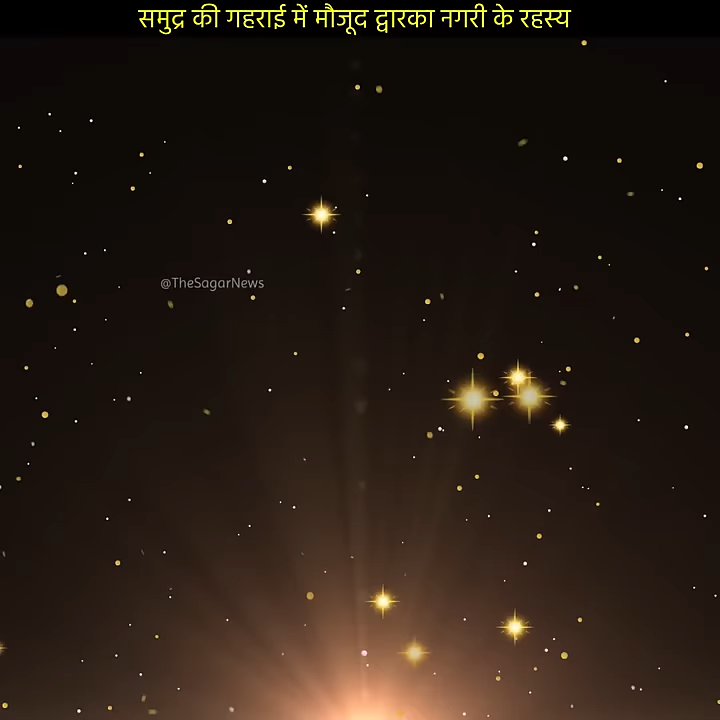 समुद्र की गहराई में मौजूद द्वारका नगरी के रहस्य
@TheSagarNews